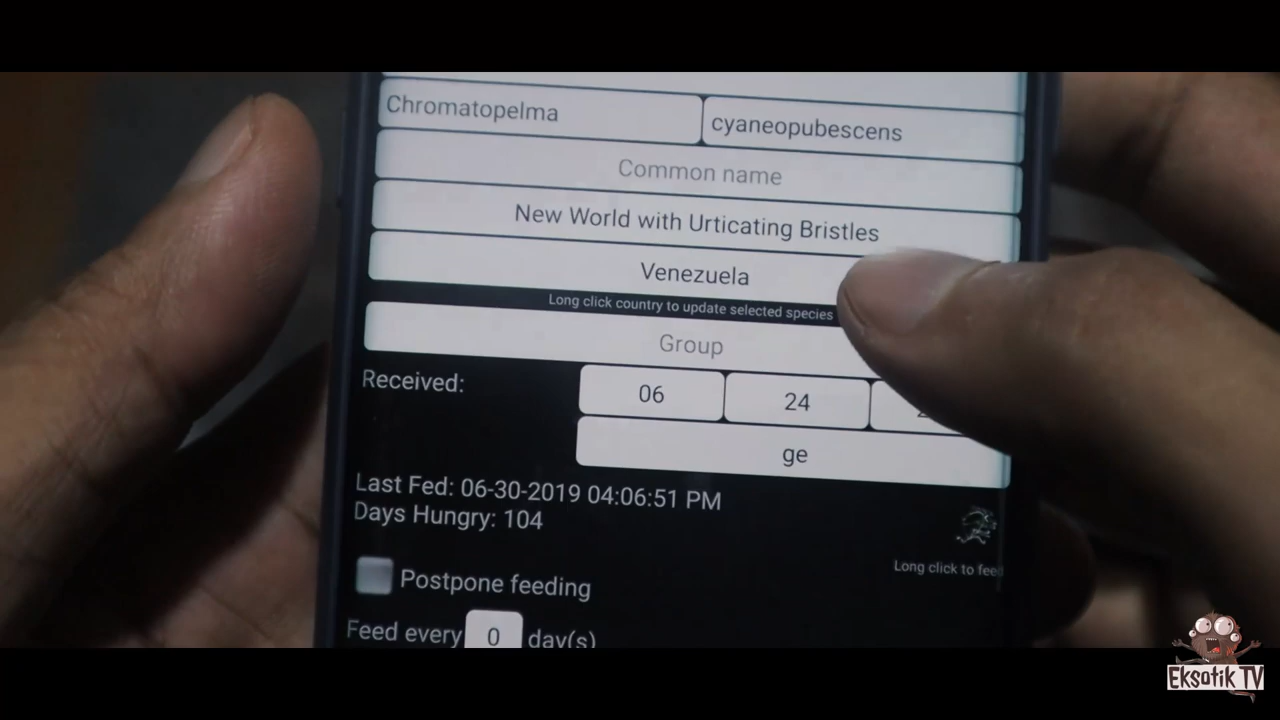 Chromatopelma cyaneopubescens
Common name
New World with Urticating Bristles
Venezuela
Long click country to update selected species
Group
Received: 06 24
ge
Last Fed: 06-30-2019 04:06:51 PM
Days Hungry: 104
Long click to feed
Postpone feeding
Feed every 0 day(s)
Eksotik TV